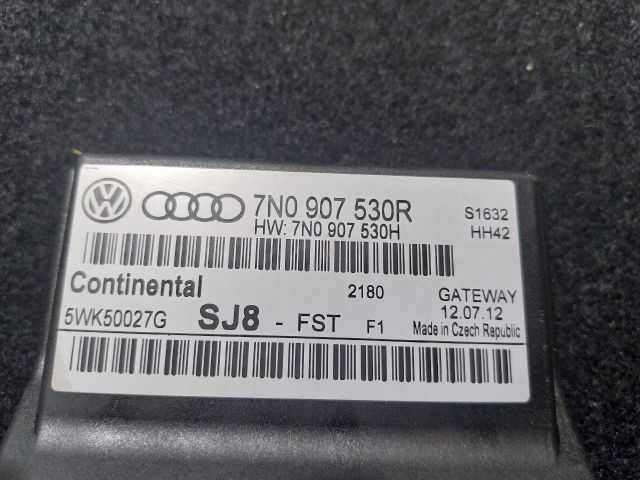 7N0 907 530R S1632
HW: 7N0 907 530H HH42
Continental 2180 GATEWAY
12.07.12
5WK50027G SJ8 - FST F1 Made in Czech Republic